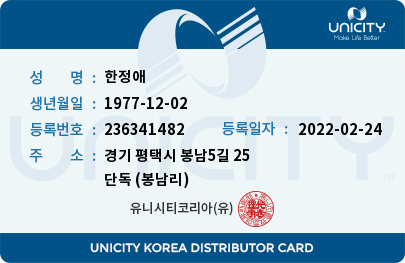 UNICITY
Make Life Better
성 명 : 한정애
생년월일 : 1977-12-02
등록번호 : 236341482 등록일자 : 2022-02-24
주 소 : 경기 평택시 봉남5길 25
단독 (봉남리)
UNICITY
TM
유니시티코리아(유)
UNICITY KOREA DISTRIBUTOR CARD